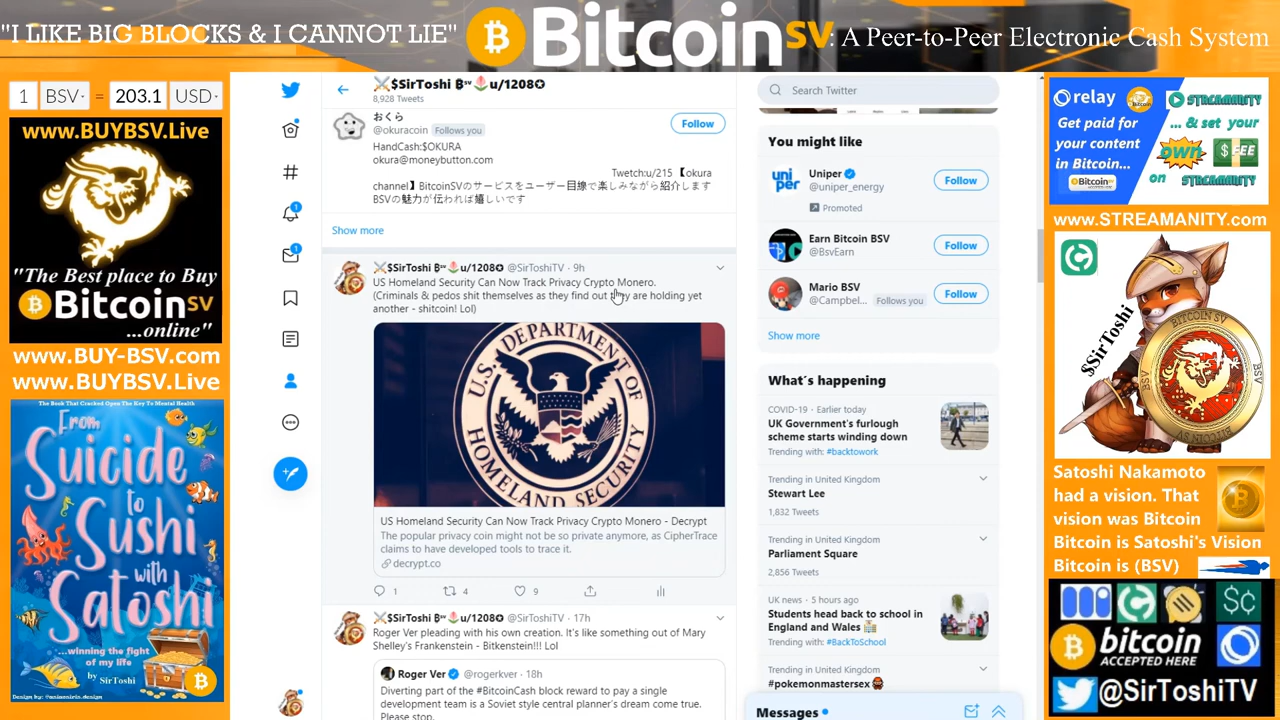 "I LIKE BIG BLOCKS & I CANNOT LIE"
BitcoinSV: A Peer-to-Peer Electronic Cash System
1 BSV = 203.1 USD
www.BUYBSV.Live
"The Best place to Buy
BitcoinSV
...online"
www.BUY-BSV.com
www.BUYBSV.Live
The Book That Cracked Open The Key To Mental Health
From
Suicide
to
Sushi
with
Satoshi
...winning the fight
of my life
by SirToshi
$SirToshi ₿ˢᵛ u/1208
8,928 Tweets
おくら
@okuracoin Follows you
Follow
HandCash:$OKURA
okura@moneybutton.com
Twetch:u/215 【okura
channel】BitcoinSVのサービスをユーザー目線で楽しみながら紹介します
BSVの魅力が伝われば嬉しいです
Show more
$SirToshi ₿ˢᵛ u/1208 @SirToshiTV · 9h
US Homeland Security Can Now Track Privacy Crypto Monero.
(Criminals & pedos shit themselves as they find out they are holding yet
another - shitcoin! Lol)
U.S. DEPARTMENT OF
HOMELAND SECURITY
US Homeland Security Can Now Track Privacy Crypto Monero - Decrypt
The popular privacy coin might not be so private anymore, as CipherTrace
claims to have developed tools to trace it.
decrypt.co
1 4 9
$SirToshi ₿ˢᵛ u/1208 @SirToshiTV · 17h
Roger Ver pleading with his own creation. It's like something out of Mary
Shelley's Frankenstein - Bitkenstein!!! Lol
Roger Ver @rogerkver · 18h
Diverting part of the #BitcoinCash block reward to pay a single
development team is a Soviet style central planner's dream come true.
Please stop.
Search Twitter
You might like
uni
per
Uniper
@uniper_energy
Follow
Promoted
Earn Bitcoin BSV
@BsvEarn
Follow
Mario BSV
@Campbel... Follows you
Follow
Show more
What's happening
COVID-19 · Earlier today
UK Government's furlough
scheme starts winding down
Trending with: #backtowork
Trending in United Kingdom
Stewart Lee
1,832 Tweets
Trending in United Kingdom
Parliament Square
2,856 Tweets
UK news · 5 hours ago
Students head back to school in
England and Wales
Trending with: #BackToSchool
Trending in United Kingdom
#pokemonmastersex
Messages
relay
Get paid for
your content
in Bitcoin...
STREAMANITY
... & set your
own FEE
on STREAMANITY
www.STREAMANITY.com
$SirToshi
BITCOIN SV
BSV
BSV
BITCOIN SV
Satoshi Nakamoto
had a vision. That
vision was Bitcoin
Bitcoin is Satoshi's Vision
Bitcoin is (BSV)
bitcoin
ACCEPTED HERE
@SirToshiTV